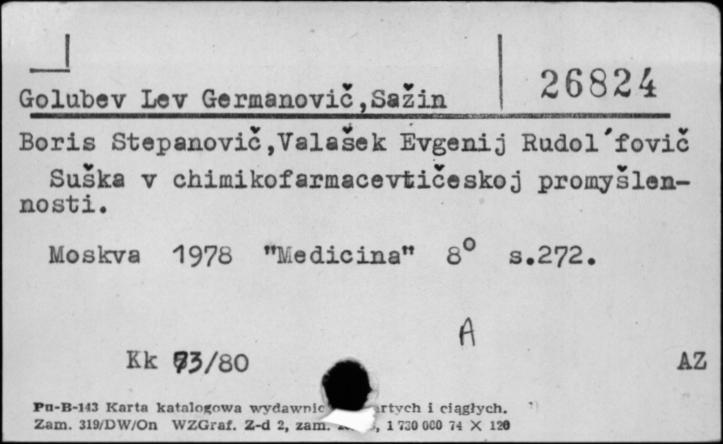 26824
Golubev Lev Germanovič,Sažin
Boris Stepanovič,Valašek Evgenij Rudol´fovič
Suška v chimikofarmacevtičeskoj promyšlen-
nosti.
Moskva 1978 "Medicina" 8° s.272.
A
Kk 73/80 AZ
Pu-B-143 Karta katalogowa wydawnic artych i ciągłych.
Zam. 319/DW/On WZGraf. Z-d 2, zam. , 1 730 000 74 X 120